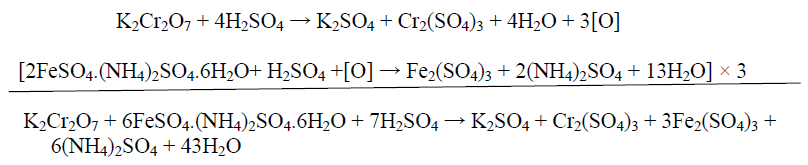 K₂Cr₂O₇ + 4H₂SO₄ → K₂SO₄ + Cr₂(SO₄)₃ + 4H₂O + 3[O]
[2FeSO₄.(NH₄)₂SO₄.6H₂O+ H₂SO₄ +[O] → Fe₂(SO₄)₃ + 2(NH₄)₂SO₄ + 13H₂O] × 3
K₂Cr₂O₇ + 6FeSO₄.(NH₄)₂SO₄.6H₂O + 7H₂SO₄ → K₂SO₄ + Cr₂(SO₄)₃ + 3Fe₂(SO₄)₃ +
6(NH₄)₂SO₄ + 43H₂O